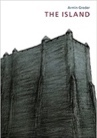 Armin Greder
THE ISLAND